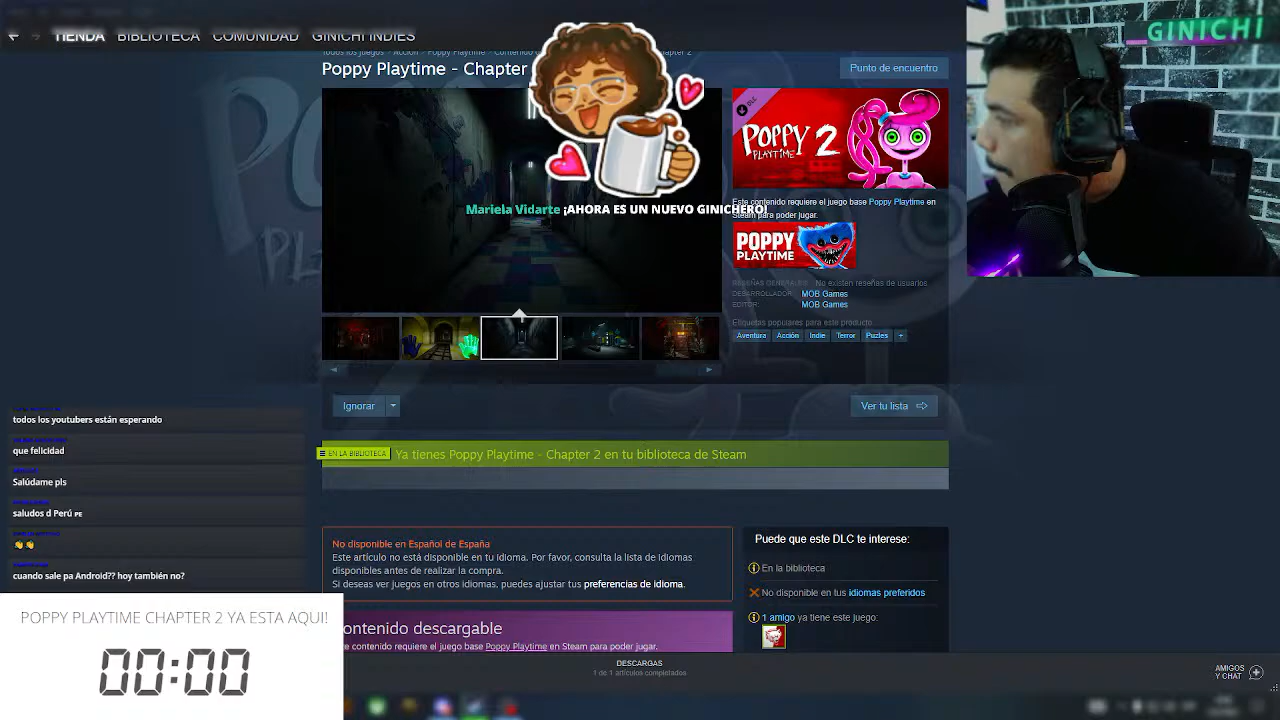 TIENDA BIBLIOTECA COMUNIDAD GINICHI INDIES
Poppy Playtime - Chapter
Punto de encuentro
_GINICHI
DLC
POPPY PLAYTIME 2
Mariela Vidarte ¡AHORA ES UN NUEVO GINICHERO!
Este contenido requiere el juego base Poppy Playtime en
Steam para poder jugar.
POPPY
PLAYTIME
RESEÑAS GENERALES: No existen reseñas de usuarios
DESARROLLADOR: MOB Games
EDITOR: MOB Games
Etiquetas populares para este producto
Aventura Acción Indie Terror Puzles +
Ignorar
Ver tu lista
EN LA BIBLIOTECA
Ya tienes Poppy Playtime - Chapter 2 en tu biblioteca de Steam
No disponible en Español de España
Este artículo no está disponible en tu idioma. Por favor, consulta la lista de idiomas
disponibles antes de realizar la compra.
Si deseas ver juegos en otros idiomas, puedes ajustar tus preferencias de idioma.
Puede que este DLC te interese:
En la biblioteca
No disponible en tus idiomas preferidos
1 amigo ya tiene este juego:
ontenido descargable
te contenido requiere el juego base Poppy Playtime en Steam para poder jugar.
todos los youtubers están esperando
que felicidad
Salúdame pls
saludos d Perú PE
cuando sale pa Android?? hoy también no?
POPPY PLAYTIME CHAPTER 2 YA ESTA AQUI!
00:00
DESCARGAS
1 de 1 artículos completados
AMIGOS
Y CHAT